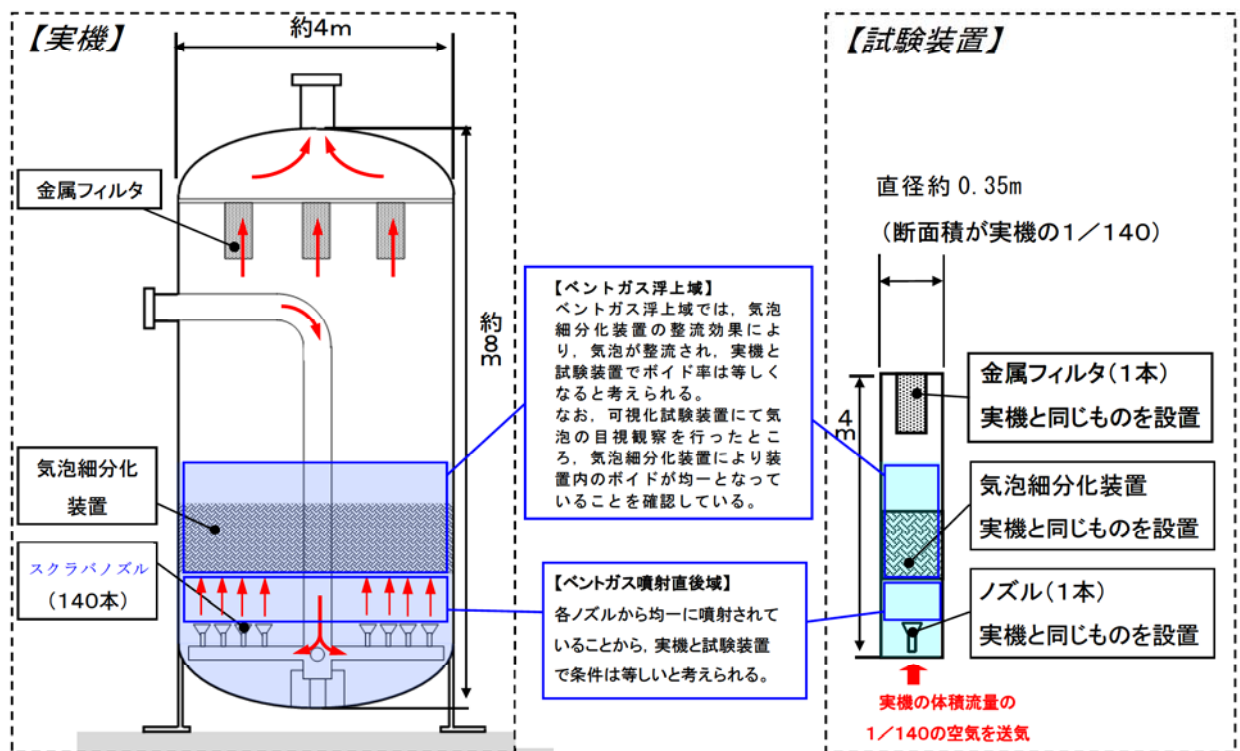 【実機】
約4m
金属フィルタ
約8m
気泡細分化
装置
スクラバノズル
(140本)
【ベントガス浮上域】
ベントガス浮上域では，気泡
細分化装置の整流効果によ
り，気泡が整流され，実機と
試験装置でボイド率は等しく
なると考えられる。
なお，可視化試験装置にて気
泡の目視観察を行ったとこ
ろ，気泡細分化装置により装
置内のボイドが均一となって
いることを確認している。
【ベントガス噴射直後域】
各ノズルから均一に噴射されて
いることから，実機と試験装置
で条件は等しいと考えられる。
【試験装置】
直径約0.35m
(断面積が実機の1／140)
4m
金属フィルタ(1本)
実機と同じものを設置
気泡細分化装置
実機と同じものを設置
ノズル(1本)
実機と同じものを設置
実機の体積流量の
1／140の空気を送気